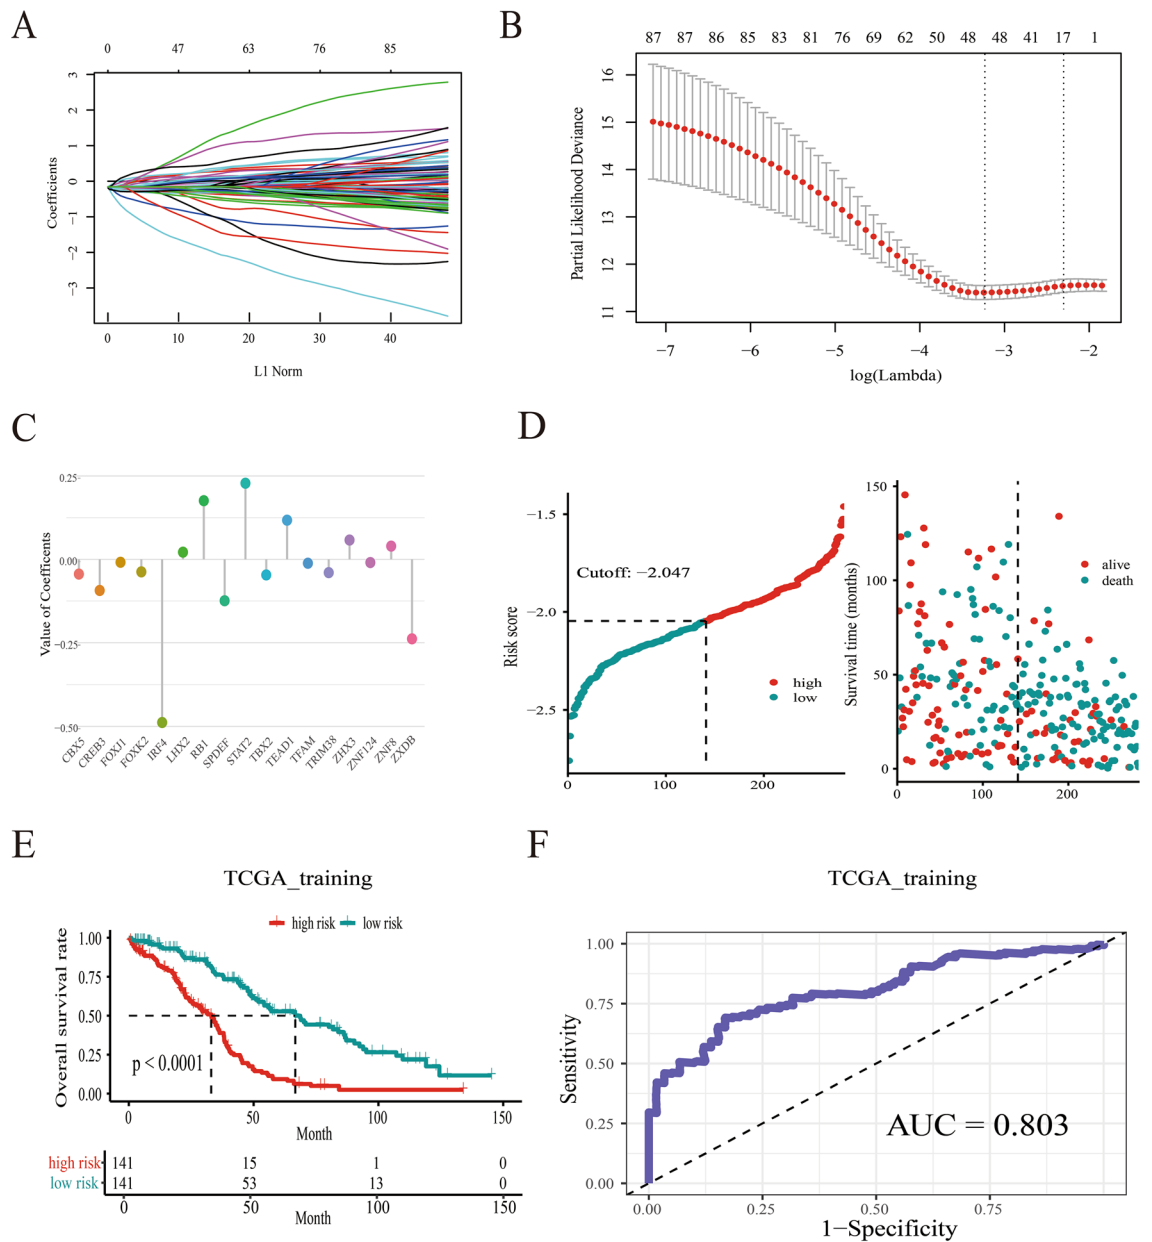 A
0 47 63 76 85
3
2
1
0
−1
−2
−3
Coefficients
0 10 20 30 40
L1 Norm
B
87 87 86 85 83 81 76 69 62 50 48 48 41 17 1
16
15
14
13
12
11
Partial Likelihood Deviance
−7 −6 −5 −4 −3 −2
log(Lambda)
C
0.25
0.00
−0.25
−0.50
Value of Coefficents
CBX5 CREB3 FOXJ1 FOXK2 IRF4 LHX2 RB1 SPDEF STAT2 TBX2 TEAD1 TFAM TRIM38 ZHX3 ZNF124 ZNF8 ZXDB
D
−1.5
−2.0
−2.5
Risk score
Cutoff: −2.047
high
low
0 100 200
150
100
50
0
Survival time (months)
alive
death
0 100 200
E
TCGA_training
high risk low risk
1.00
0.75
0.50
0.25
0.00
Overall survival rate
p < 0.0001
0 50 100 150
Month
high risk 141 15 1 0
low risk 141 53 13 0
0 50 100 150
Month
F
TCGA_training
1.00
0.75
0.50
0.25
0.00
Sensitivity
AUC = 0.803
0.00 0.25 0.50 0.75
1−Specificity